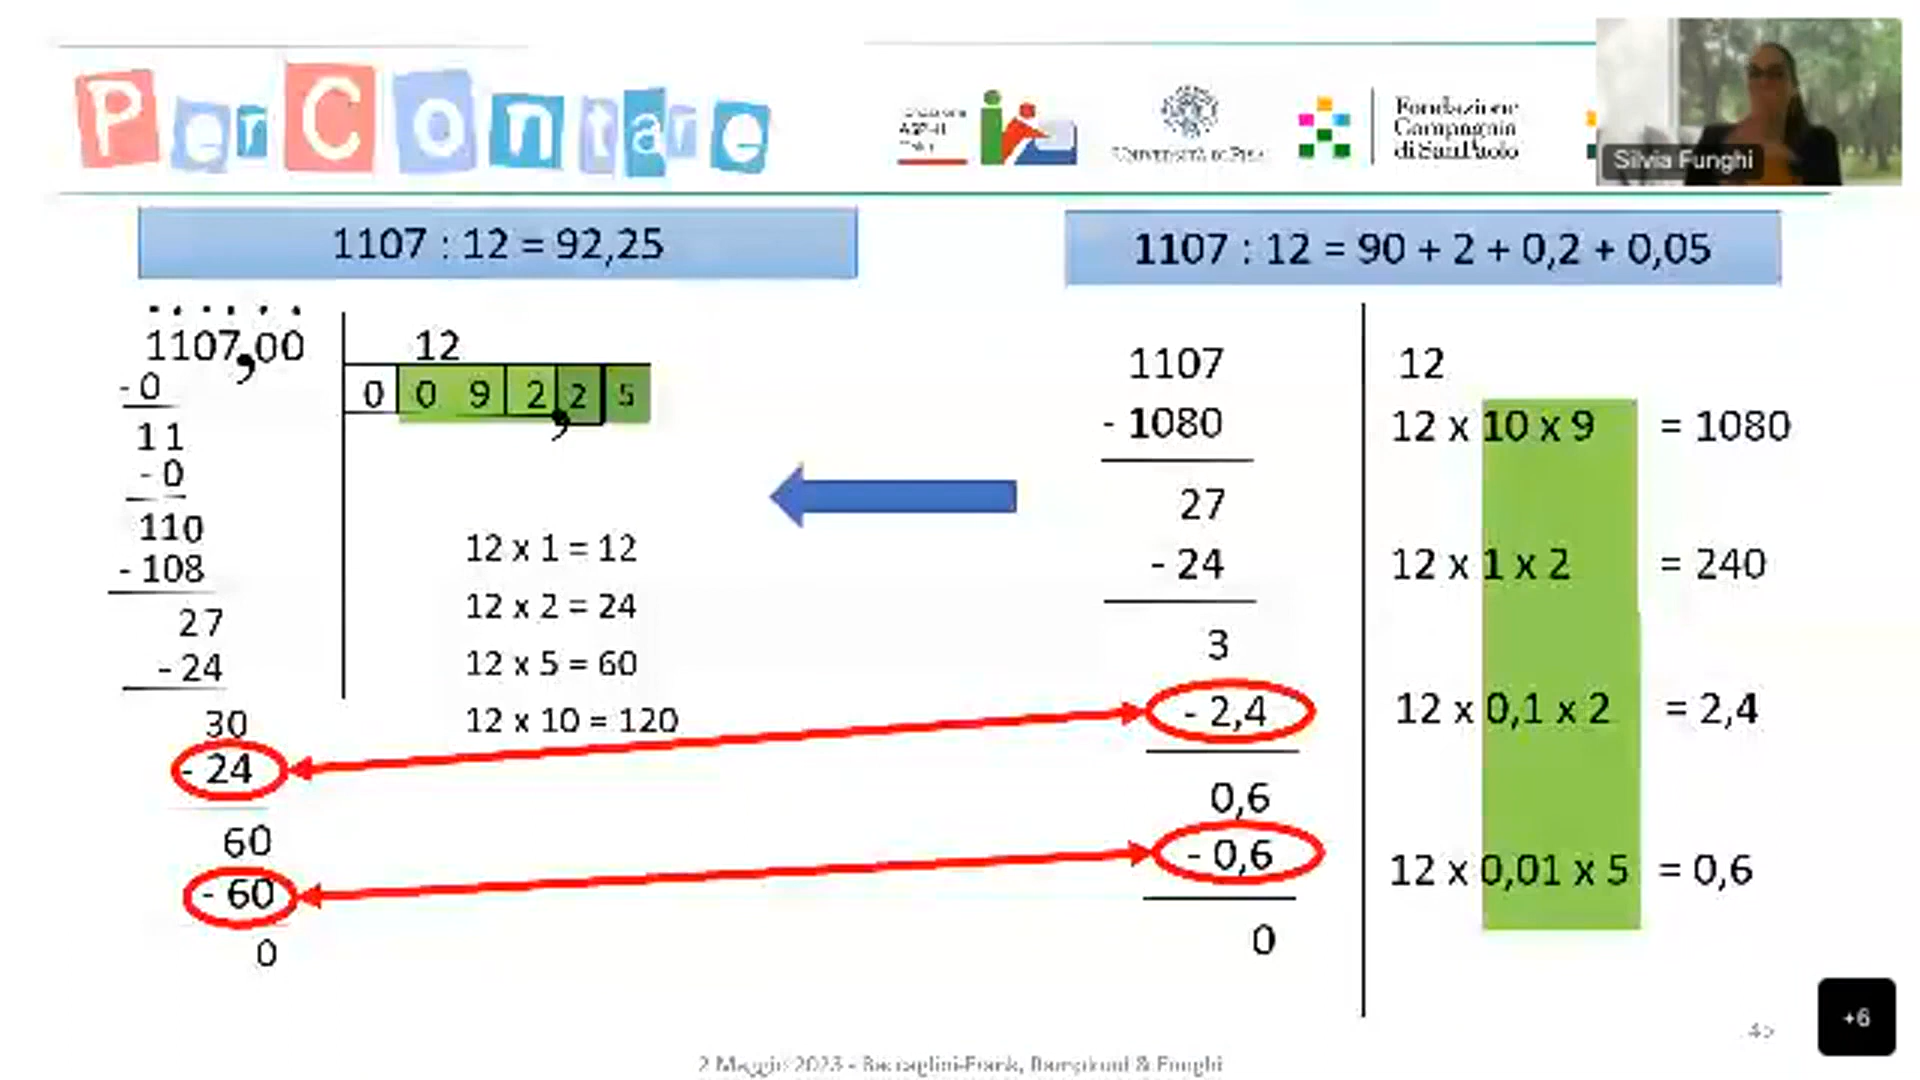 PerContare
UNIVERSITÀ DI PISA
Fondazione
Compagnia
di San Paolo
Silvia Funghi
1107 : 12 = 92,25
1107 : 12 = 90 + 2 + 0,2 + 0,05
1107,00
12
0 0 9 2, 2 5
- 0
11
- 0
110
- 108
27
- 24
30
- 24
60
- 60
0
12 x 1 = 12
12 x 2 = 24
12 x 5 = 60
12 x 10 = 120
1107
- 1080
27
- 24
3
- 2,4
0,6
- 0,6
0
12
12 x 10 x 9 = 1080
12 x 1 x 2 = 240
12 x 0,1 x 2 = 2,4
12 x 0,01 x 5 = 0,6
+6
2 Maggio 2023 - Baccaglini-Frank, & Funghi